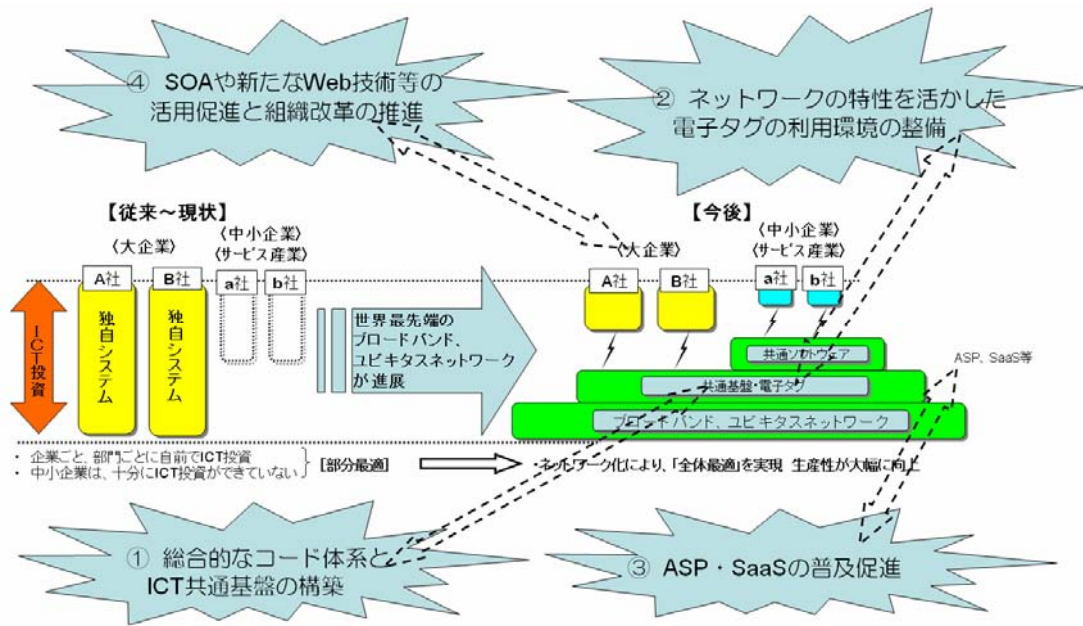 ④ SOAや新たなWeb技術等の
活用促進と組織改革の推進
② ネットワークの特性を活かした
電子タグの利用環境の整備
【従来~現状】
〈大企業〉
〈中小企業〉
〈サービス産業〉
A社
B社
a社
b社
独自システム
独自システム
ICT投資
世界最先端の
ブロードバンド、
ユビキタスネットワーク
が進展
【今後】
〈大企業〉
〈中小企業〉
〈サービス産業〉
A社
B社
a社
b社
共通ソフトウェア
共通基盤・電子タグ
ブロードバンド、ユビキタスネットワーク
ASP、SaaS等
・ 企業ごと、部門ごとに自前でICT投資
・ 中小企業は、十分にICT投資ができていない
[部分最適]
・ネットワーク化により、「全体最適」を実現 生産性が大幅に向上
① 総合的なコード体系と
ICT共通基盤の構築
③ ASP・SaaSの普及促進